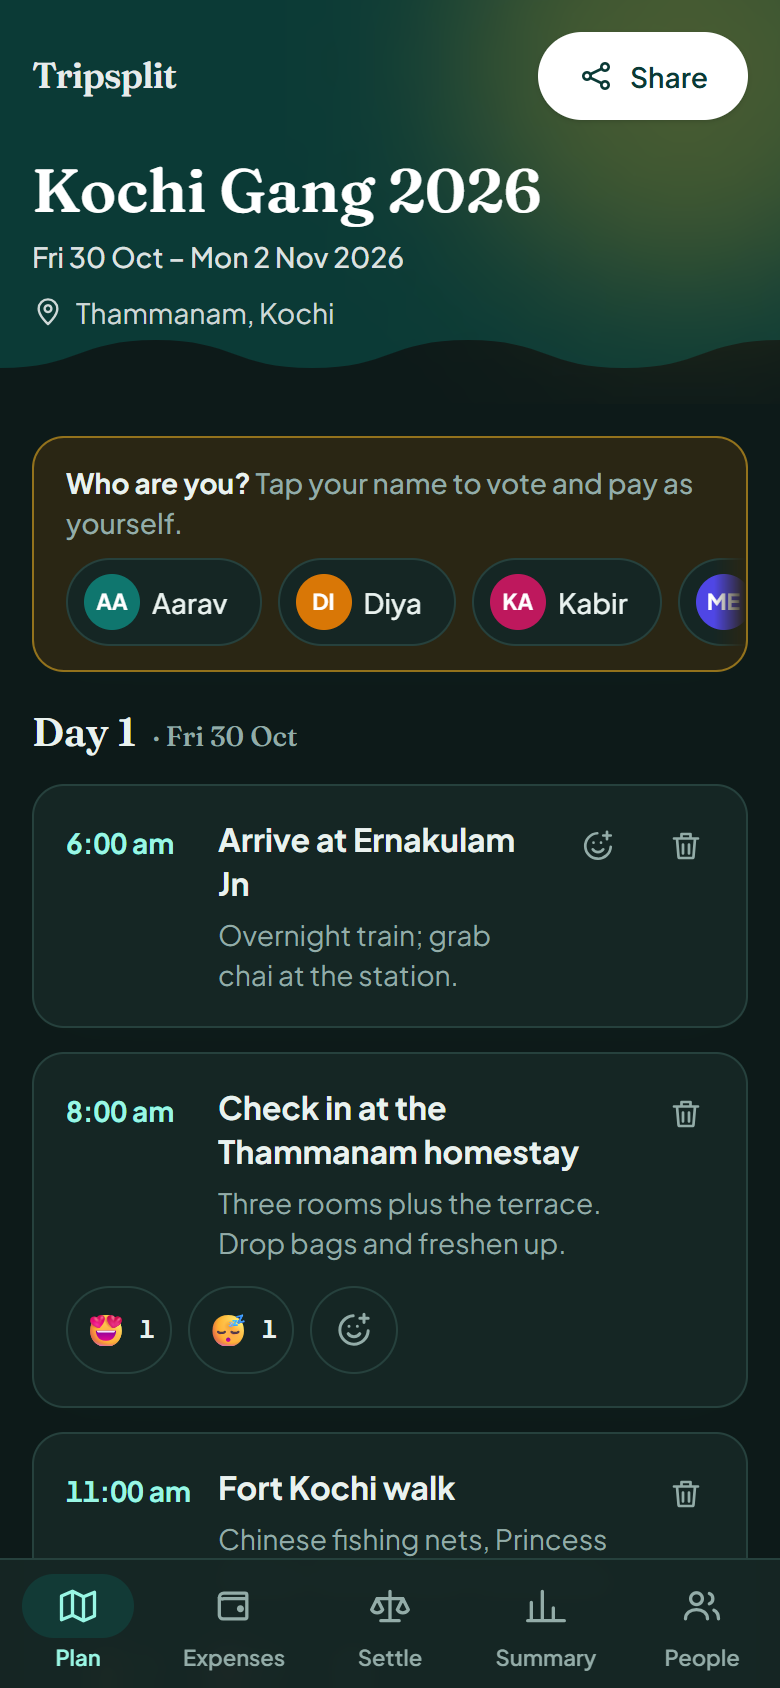 Tripsplit
Share
Kochi Gang 2026
Fri 30 Oct – Mon 2 Nov 2026
Thammanam, Kochi
Who are you? Tap your name to vote and pay as
yourself.
AA Aarav
DI Diya
KA Kabir
ME
Day 1 · Fri 30 Oct
6:00 am
Arrive at Ernakulam
Jn
Overnight train; grab
chai at the station.
8:00 am
Check in at the
Thammanam homestay
Three rooms plus the terrace.
Drop bags and freshen up.
😍 1
😴 1
11:00 am
Fort Kochi walk
Chinese fishing nets, Princess
Plan
Expenses
Settle
Summary
People